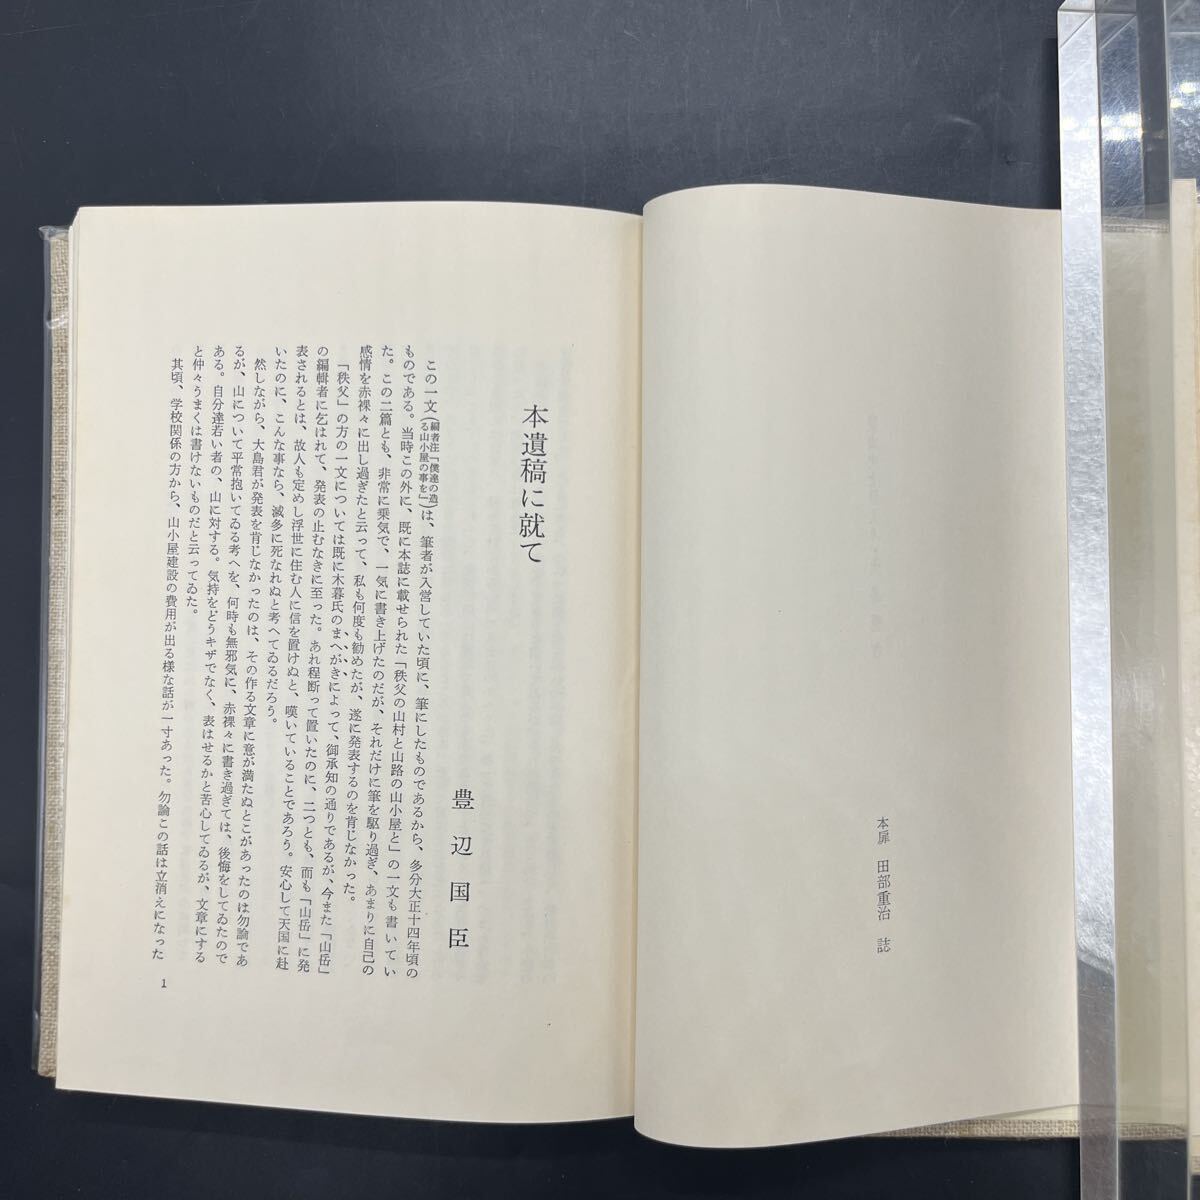 本扉　田部重治　誌
本遺稿に就て
豊辺国臣
この一文(編者注「僕達の造る山小屋の事を」)は、筆者が入営していた頃に、筆にしたものであるから、多分大正十四年頃の
ものである。当時この外に、既に本誌に載せられた「秩父の山村と山路の山小屋と」の一文も書いてい
た。この二篇とも、非常に乗気で、一気に書き上げたのだが、それだけに筆を駆り過ぎ、あまりに自己の
感情を赤裸々に出し過ぎたと云って、私も何度も勧めたが、遂に発表するのを肯じなかった。
「秩父」の方の一文については既に木暮氏のまへがきによって、御承知の通りであるが、今また「山岳」
の編輯者に乞はれて、発表の止むなきに至った。あれ程断って置いたのに、二つとも、而も「山岳」に発
表されるとは、故人も定めし浮世に住む人に信を置けぬと、嘆いていることであろう。安心して天国に赴
いたのに、こんな事なら、滅多に死なれぬと考へてゐるだろう。
然しながら、大島君が発表を肯じなかったのは、その作る文章に意が満たぬとこがあったのは勿論であ
るが、山について平常抱いてゐる考へを、何時も無邪気に、赤裸々に書き過ぎては、後悔をしてゐたので
ある。自分達若い者の、山に対する。気持をどうキザでなく、表はせるかと苦心してゐるが、文章にする
と仲々うまくは書けないものだと云ってゐた。
其頃、学校関係の方から、山小屋建設の費用が出る様な話が一寸あった。勿論この話は立消えになった
1